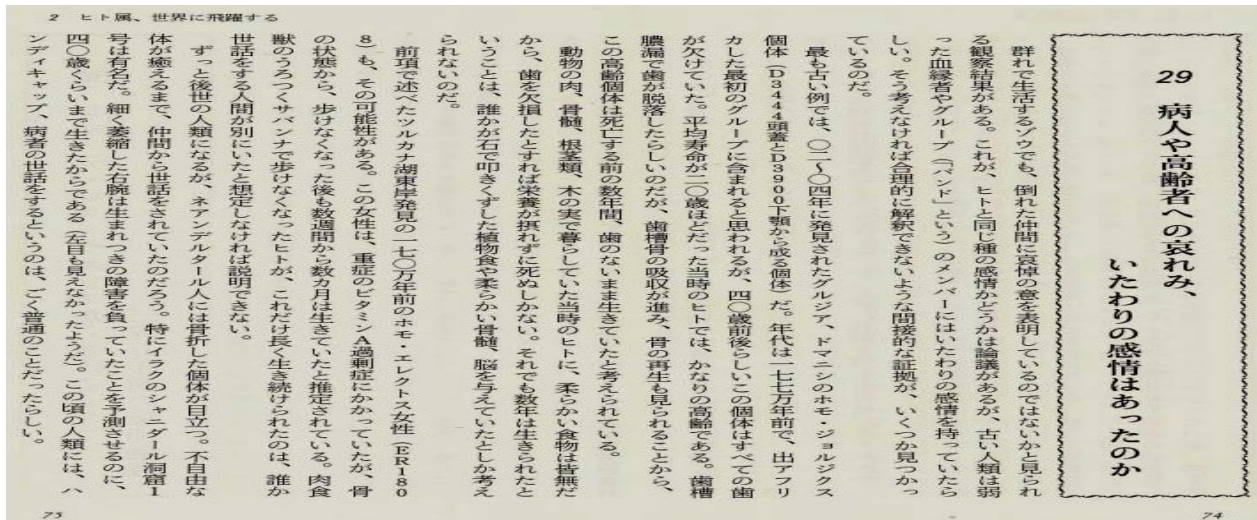 2 ヒト属、世界に飛躍する
29 病人や高齢者への哀れみ、
いたわりの感情はあったのか
群れで生活するゾウでも、倒れた仲間に哀悼の意を表明しているのではないかと見られ
る観察結果がある。これが、ヒトと同じ種の感情かどうかは論議があるが、古い人類は弱
った血縁者やグループ(「バンド」という)のメンバーにはいたわりの感情を持っていたら
しい。そう考えなければ合理的に解釈できないような間接的な証拠が、いくつか見つかっ
ているのだ。
最も古い例では、〇二〜〇四年に発見されたグルジア、ドマニシのホモ・ジョルジクス
個体(D3444頭蓋とD3900下顎から成る個体)だ。年代は一七七万年前で、出アフリ
カした最初のグループに含まれると思われるが、四〇歳前後らしいこの個体はすべての歯
が欠けていた。平均寿命が二〇歳ほどだった当時のヒトでは、かなりの高齢である。歯槽
膿漏で歯が脱落したらしいのだが、歯槽骨の吸収が進み、骨の再生も見られることから、
この高齢個体は死亡する前の数年間、歯のないまま生きていたと考えられている。
動物の肉、骨髄、根茎類、木の実で暮らしていた当時のヒトに、柔らかい食物は皆無だ
から、歯を欠損したとすれば栄養が摂れずに死ぬしかない。それでも数年は生きられたと
いうことは、誰かが石で叩きくずした植物食や柔らかい骨髄、脳を与えていたとしか考え
られないのだ。
前項で述べたツルカナ湖東岸発見の一七〇万年前のホモ・エレクトス女性(ER180
8)も、その可能性がある。この女性は、重症のビタミンA過剰症にかかっていたが、骨
の状態から、歩けなくなった後も数週間から数カ月は生きていたと推定されている。肉食
獣のうろつくサバンナで歩けなくなったヒトが、これだけ長く生き続けられたのは、誰か
世話をする人間が別にいたと想定しなければ説明できない。
ずっと後世の人類になるが、ネアンデルタール人には骨折した個体が目立つ。不自由な
体が癒えるまで、仲間から世話をされていたのだろう。特にイラクのシャニダール洞窟1
号は有名だ。細く萎縮した右腕は生まれつきの障害を負っていたことを予測させるのに、
四〇歳くらいまで生きたからである(左目も見えなかったようだ)。この頃の人類には、ハ
ンディキャップ、病者の世話をするというのは、ごく普通のことだったらしい。
74
75